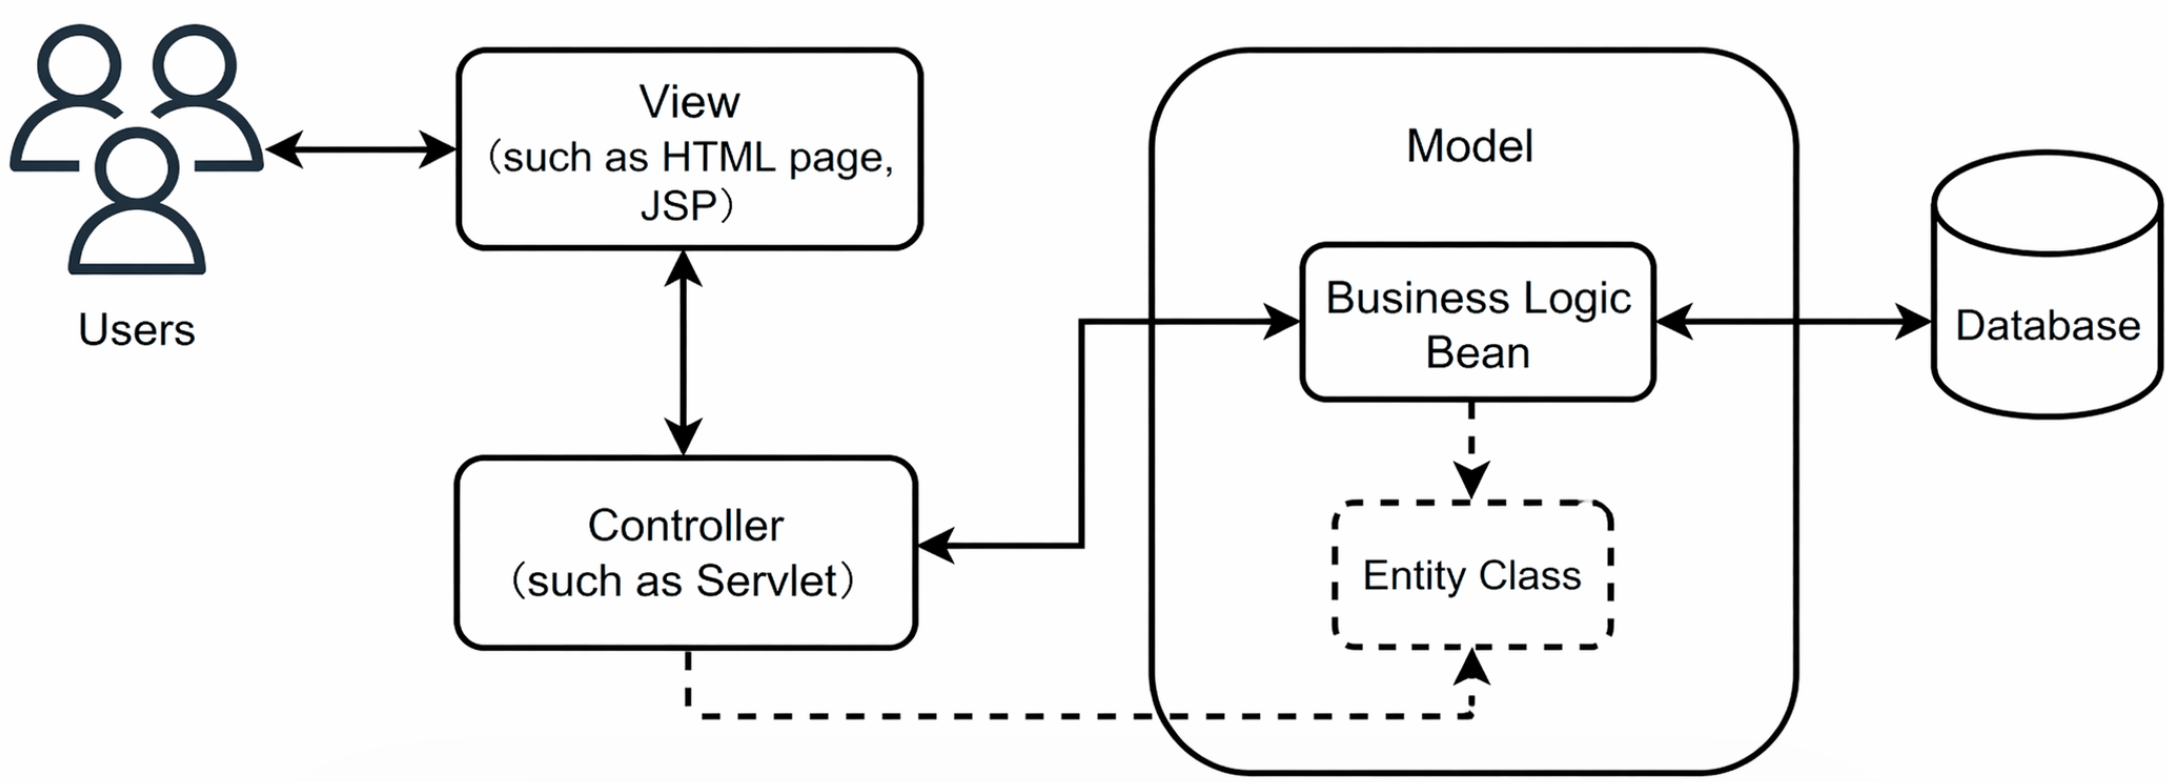 View
（such as HTML page,
JSP）
Users
Controller
（such as Servlet）
Model
Business Logic
Bean
Entity Class
Database